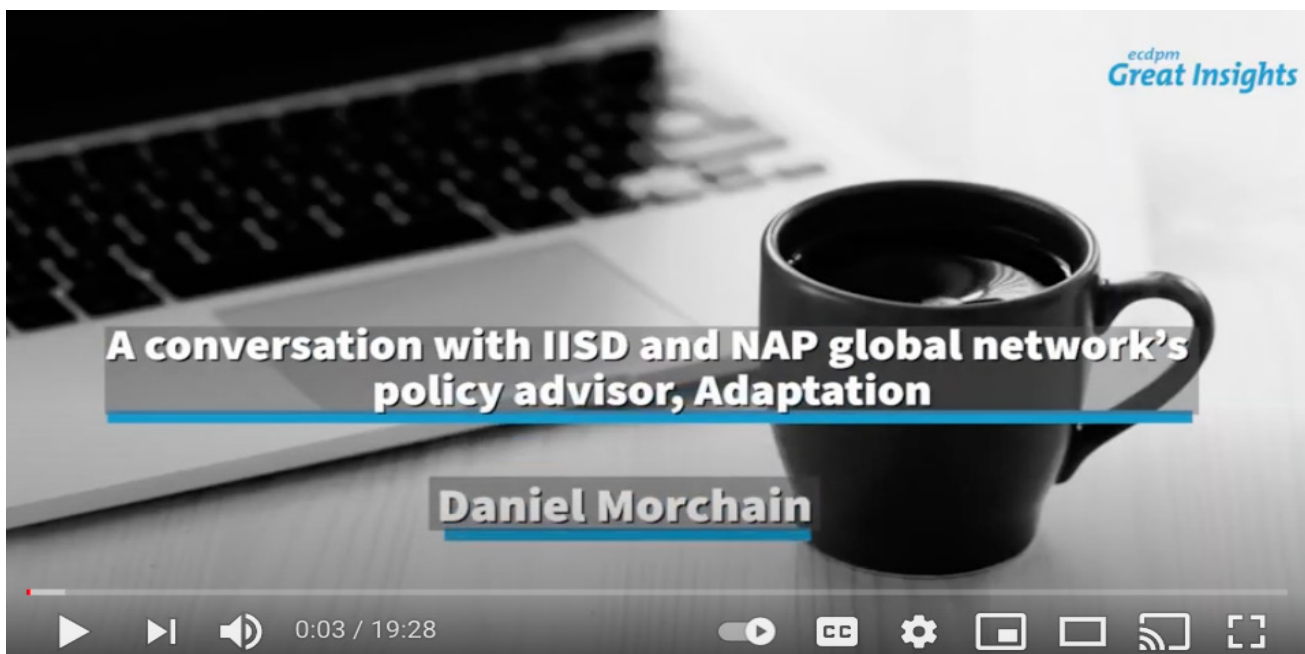 ecdpm
Great Insights
A conversation with IISD and NAP global network’s
policy advisor, Adaptation
Daniel Morchain
0:03 / 19:28
CC